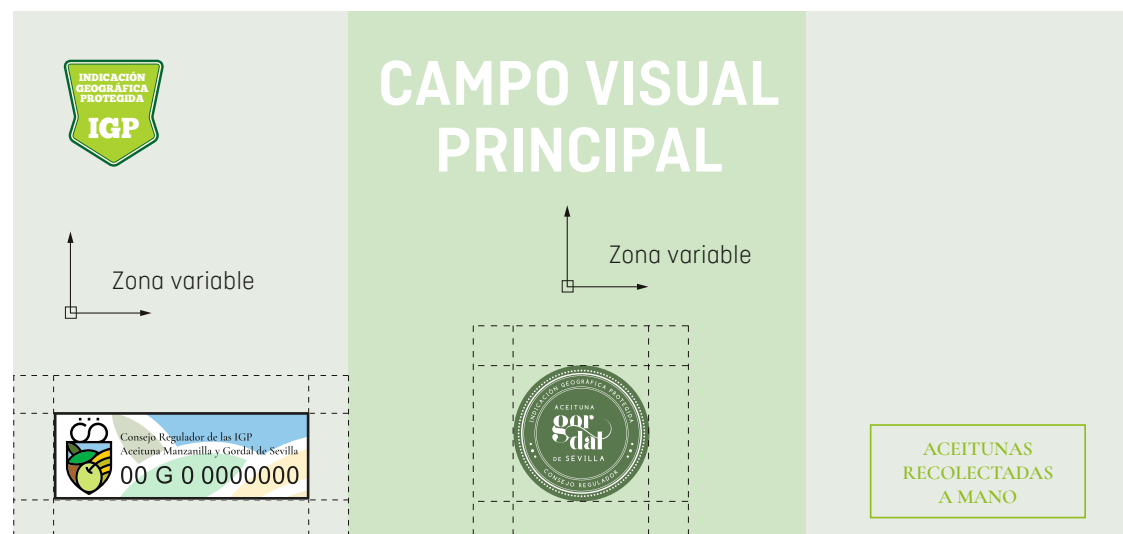 INDICACIÓN
GEOGRÁFICA
PROTEGIDA
IGP
Zona variable
Consejo Regulador de las IGP
Aceituna Manzanilla y Gordal de Sevilla
00 G 0 0000000
CAMPO VISUAL
PRINCIPAL
Zona variable
INDICACIÓN GEOGRÁFICA PROTEGIDA
ACEITUNA
gor
dal
DE SEVILLA
CONSEJO REGULADOR
ACEITUNAS
RECOLECTADAS
A MANO